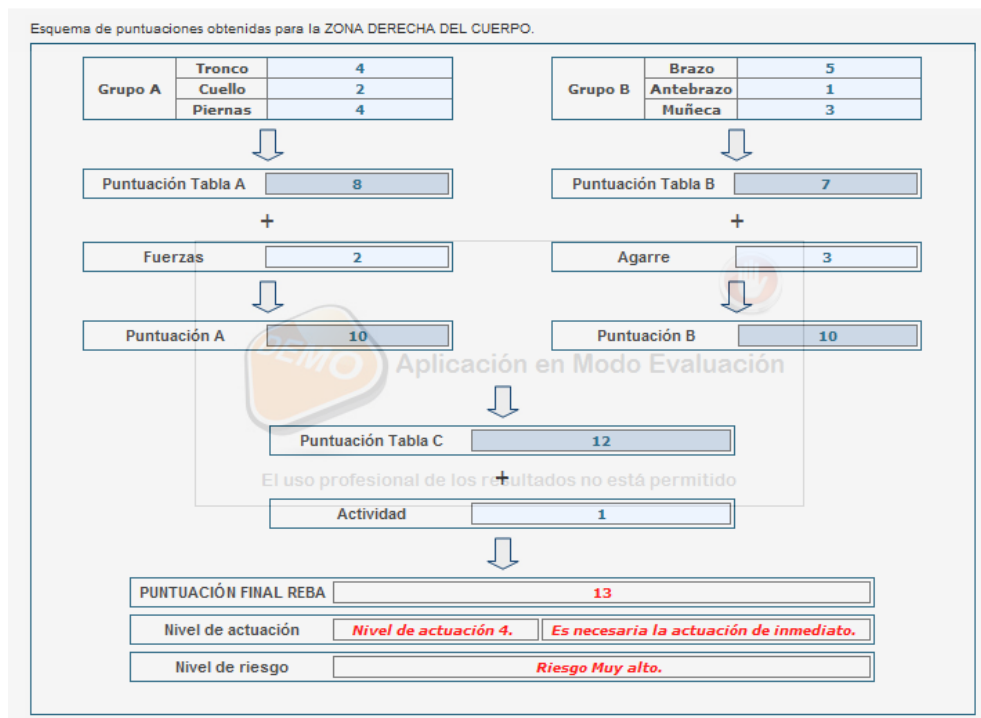 Esquema de puntuaciones obtenidas para la ZONA DERECHA DEL CUERPO.
Grupo A
Tronco 4
Cuello 2
Piernas 4
Grupo B
Brazo 5
Antebrazo 1
Muñeca 3
Puntuación Tabla A 8
Puntuación Tabla B 7
+ +
Fuerzas 2
Agarre 3
Puntuación A 10
Puntuación B 10
DEMO
Aplicación en Modo Evaluación
Puntuación Tabla C 12
+
El uso profesional de los resultados no está permitido
Actividad 1
PUNTUACIÓN FINAL REBA 13
Nivel de actuación Nivel de actuación 4. Es necesaria la actuación de inmediato.
Nivel de riesgo Riesgo Muy alto.